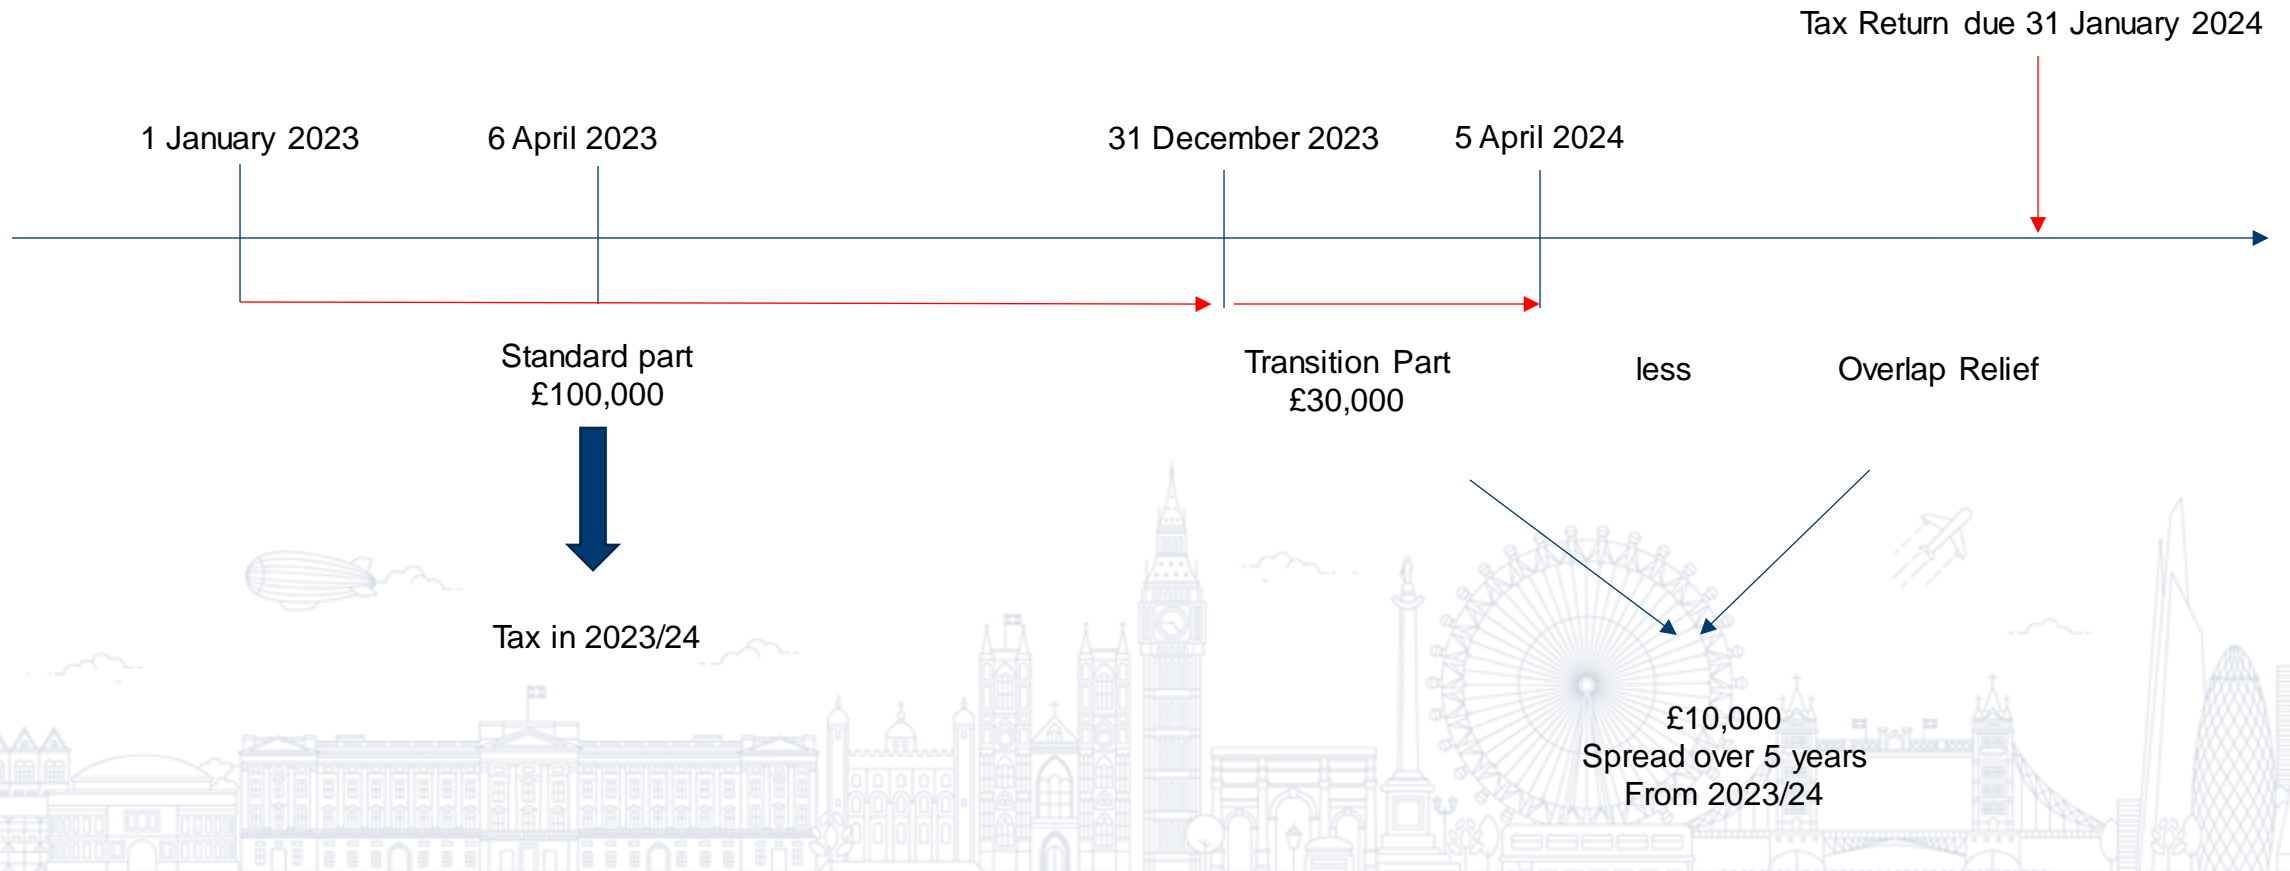 Tax Return due 31 January 2024
1 January 2023
6 April 2023
31 December 2023
5 April 2024
Standard part
£100,000
Transition Part
£30,000
less
Overlap Relief
Tax in 2023/24
£10,000
Spread over 5 years
From 2023/24